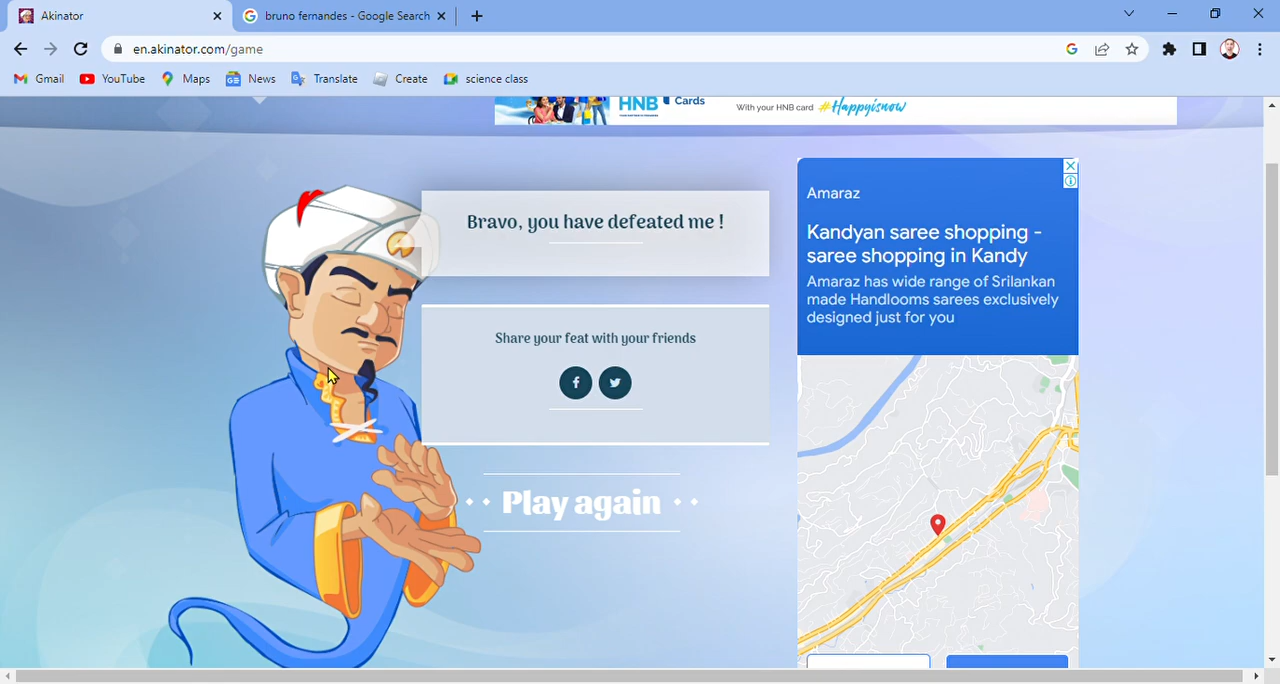 Akinator
bruno fernandes - Google Search
en.akinator.com/game
Gmail YouTube Maps News Translate Create science class
HNB Cards
With your HNB card #Happyisnow
Bravo, you have defeated me !
Share your feat with your friends
Play again
Amaraz
Kandyan saree shopping -
saree shopping in Kandy
Amaraz has wide range of Srilankan
made Handlooms sarees exclusively
designed just for you